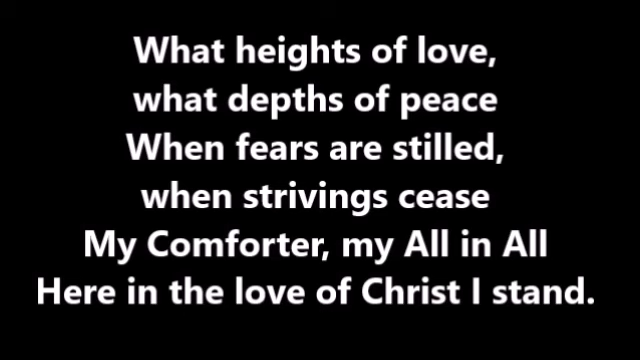 What heights of love,
what depths of peace
When fears are stilled,
when strivings cease
My Comforter, my All in All
Here in the love of Christ I stand.